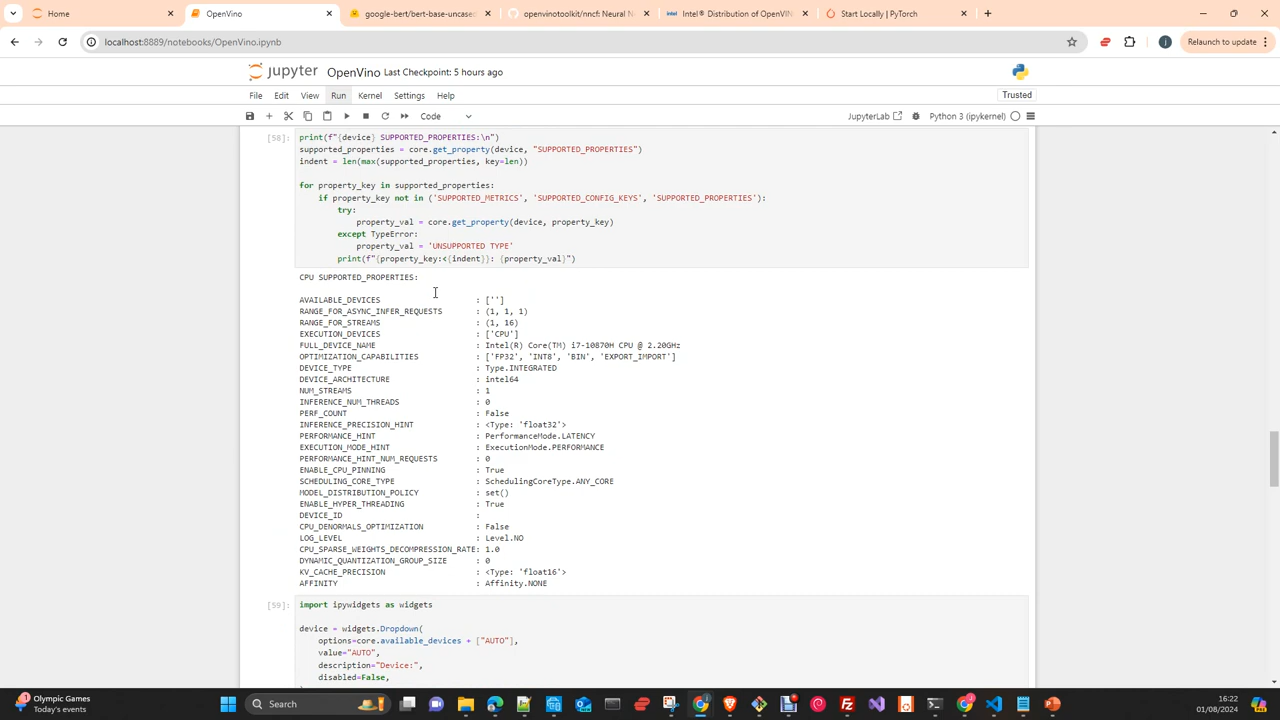 Home
OpenVino
google-bert/bert-base-uncased
openvinotoolkit/nncf: Neural N
Intel® Distribution of OpenVIN
Start Locally | PyTorch
localhost:8889/notebooks/OpenVino.ipynb
Relaunch to update
jupyter OpenVino Last Checkpoint: 5 hours ago
File Edit View Run Kernel Settings Help
Trusted
Code
JupyterLab
Python 3 (ipykernel)
[58]:
print(f"{device} SUPPORTED_PROPERTIES:\n")
supported_properties = core.get_property(device, "SUPPORTED_PROPERTIES")
indent = len(max(supported_properties, key=len))
for property_key in supported_properties:
if property_key not in ('SUPPORTED_METRICS', 'SUPPORTED_CONFIG_KEYS', 'SUPPORTED_PROPERTIES'):
try:
property_val = core.get_property(device, property_key)
except TypeError:
property_val = 'UNSUPPORTED TYPE'
print(f"{property_key:<{indent}}: {property_val}")
CPU SUPPORTED_PROPERTIES:
AVAILABLE_DEVICES : ['']
RANGE_FOR_ASYNC_INFER_REQUESTS : (1, 1, 1)
RANGE_FOR_STREAMS : (1, 16)
EXECUTION_DEVICES : ['CPU']
FULL_DEVICE_NAME : Intel(R) Core(TM) i7-10870H CPU @ 2.20GHz
OPTIMIZATION_CAPABILITIES : ['FP32', 'INT8', 'BIN', 'EXPORT_IMPORT']
DEVICE_TYPE : Type.INTEGRATED
DEVICE_ARCHITECTURE : intel64
NUM_STREAMS : 1
INFERENCE_NUM_THREADS : 0
PERF_COUNT : False
INFERENCE_PRECISION_HINT : <Type: 'float32'>
PERFORMANCE_HINT : PerformanceMode.LATENCY
EXECUTION_MODE_HINT : ExecutionMode.PERFORMANCE
PERFORMANCE_HINT_NUM_REQUESTS : 0
ENABLE_CPU_PINNING : True
SCHEDULING_CORE_TYPE : SchedulingCoreType.ANY_CORE
MODEL_DISTRIBUTION_POLICY : set()
ENABLE_HYPER_THREADING : True
DEVICE_ID :
CPU_DENORMALS_OPTIMIZATION : False
LOG_LEVEL : Level.NO
CPU_SPARSE_WEIGHTS_DECOMPRESSION_RATE: 1.0
DYNAMIC_QUANTIZATION_GROUP_SIZE : 0
KV_CACHE_PRECISION : <Type: 'float16'>
AFFINITY : Affinity.NONE
[59]:
import ipywidgets as widgets
device = widgets.Dropdown(
options=core.available_devices + ["AUTO"],
value="AUTO",
description="Device:",
disabled=False,
Olympic Games
Today's events
Search
16:22
01/08/2024